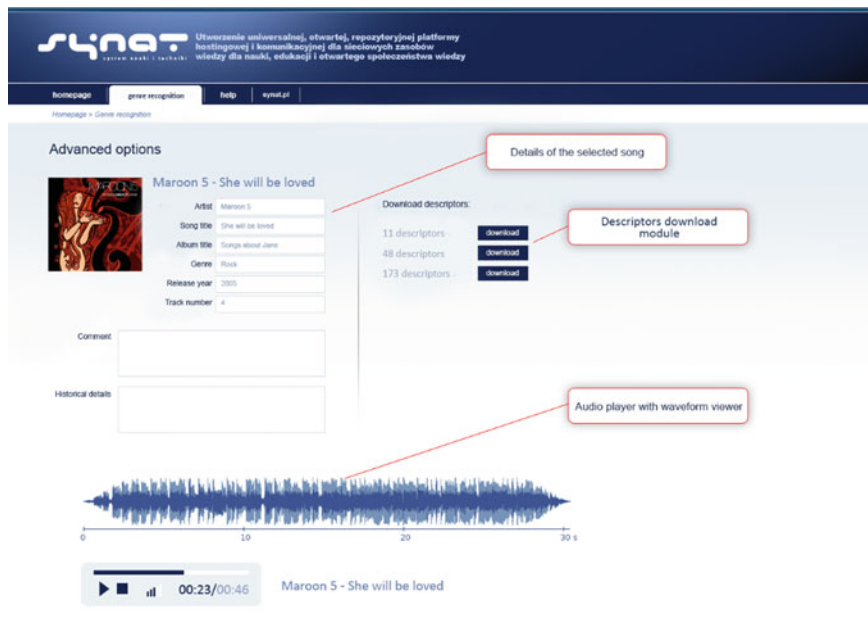 synat
system nauki i techniki
Utworzenie uniwersalnej, otwartej, repozytoryjnej platformy
hostingowej i komunikacyjnej dla sieciowych zasobów
wiedzy dla nauki, edukacji i otwartego społeczeństwa wiedzy
homepage genre recognition help synat.pl
Homepage > Genre recognition
Advanced options
Details of the selected song
Maroon 5 - She will be loved
Artist Maroon 5
Song title She will be loved
Album title Songs about Jane
Genre Rock
Release year 2005
Track number 4
Download descriptors:
11 descriptors download
48 descriptors download
173 descriptors download
Descriptors download
module
Comment
Historical details
Audio player with waveform viewer
0 10 20 30 s
00:23/00:46
Maroon 5 - She will be loved